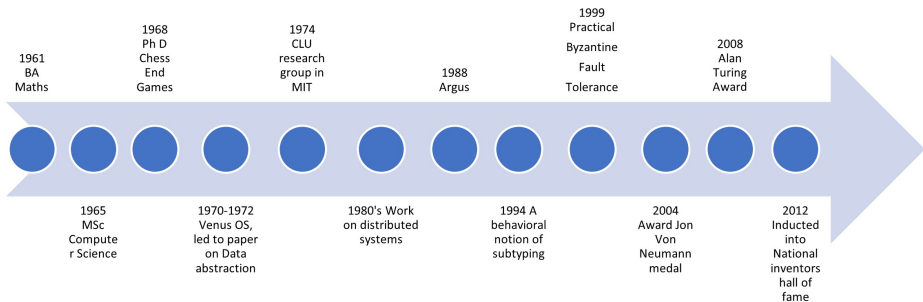 1961
BA
Maths
1965
MSc
Compute
r Science
1968
Ph D
Chess
End
Games
1970-1972
Venus OS,
led to paper
on Data
abstraction
1974
CLU
research
group in
MIT
1980's Work
on distributed
systems
1988
Argus
1994 A
behavioral
notion of
subtyping
1999
Practical
Byzantine
Fault
Tolerance
2004
Award Jon
Von
Neumann
medal
2008
Alan
Turing
Award
2012
Inducted
into
National
inventors
hall of
fame